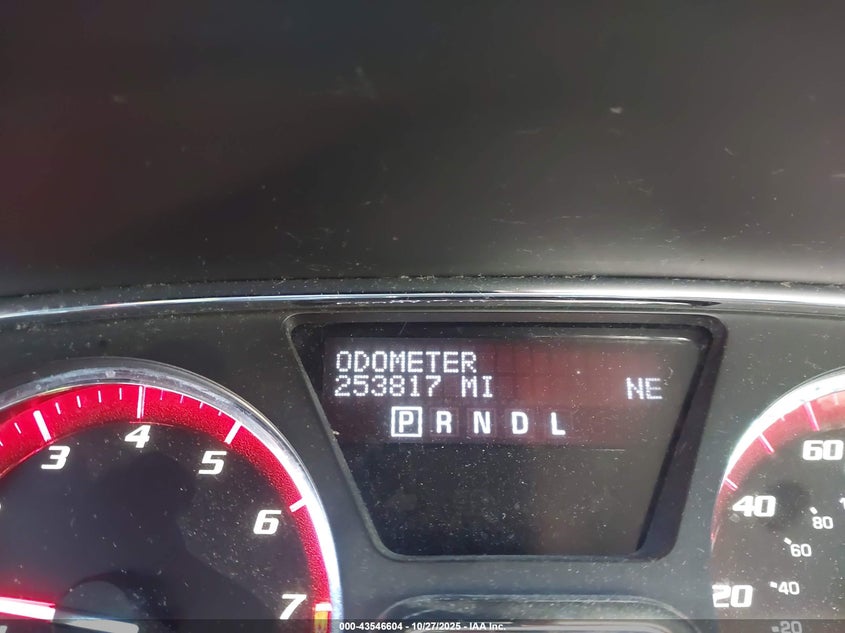 ODOMETER
253817 MI NE
P R N D L
3 4 5 6 7
60 40 20
80 60 40 20
000-43546604 - 10/27/2025 - IAA Inc.